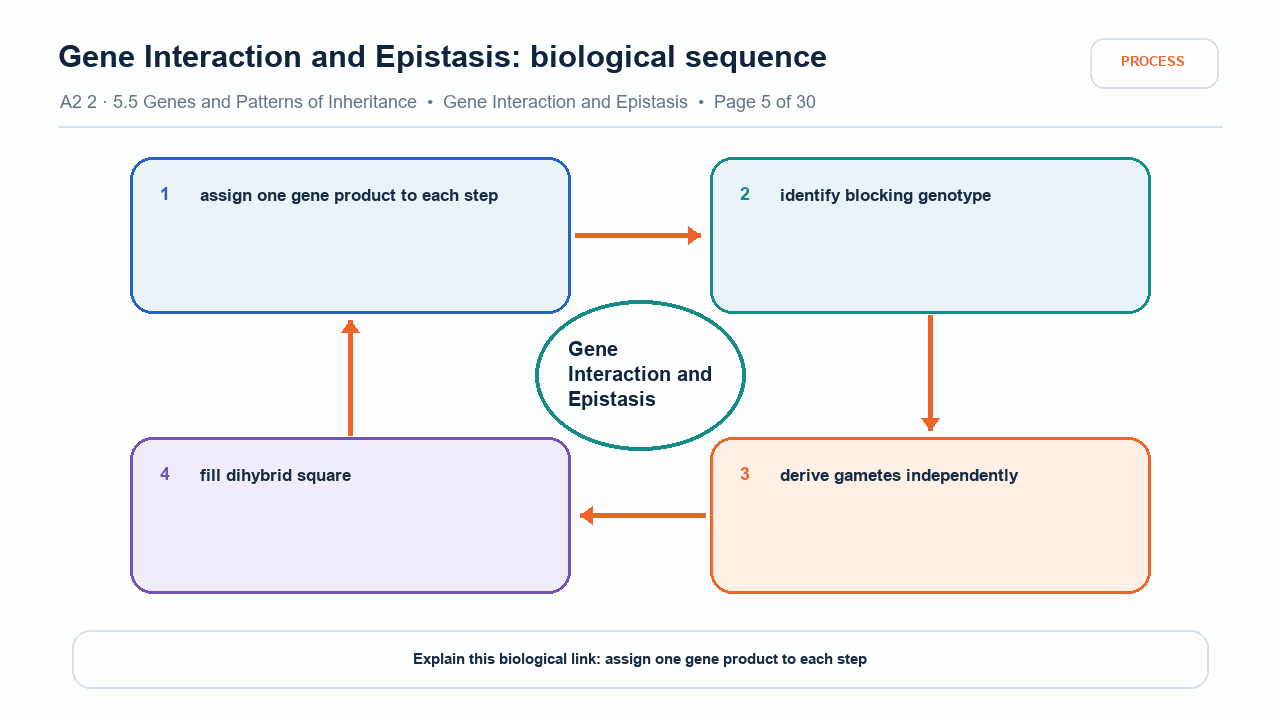 Gene Interaction and Epistasis: biological sequence
PROCESS
A2 2 · 5.5 Genes and Patterns of Inheritance • Gene Interaction and Epistasis • Page 5 of 30
1 assign one gene product to each step
2 identify blocking genotype
Gene
Interaction and
Epistasis
4 fill dihybrid square
3 derive gametes independently
Explain this biological link: assign one gene product to each step